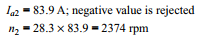 Iₐ₂ = 83.9 A; negative value is rejected
n₂ = 28.3 × 83.9 = 2374 rpm